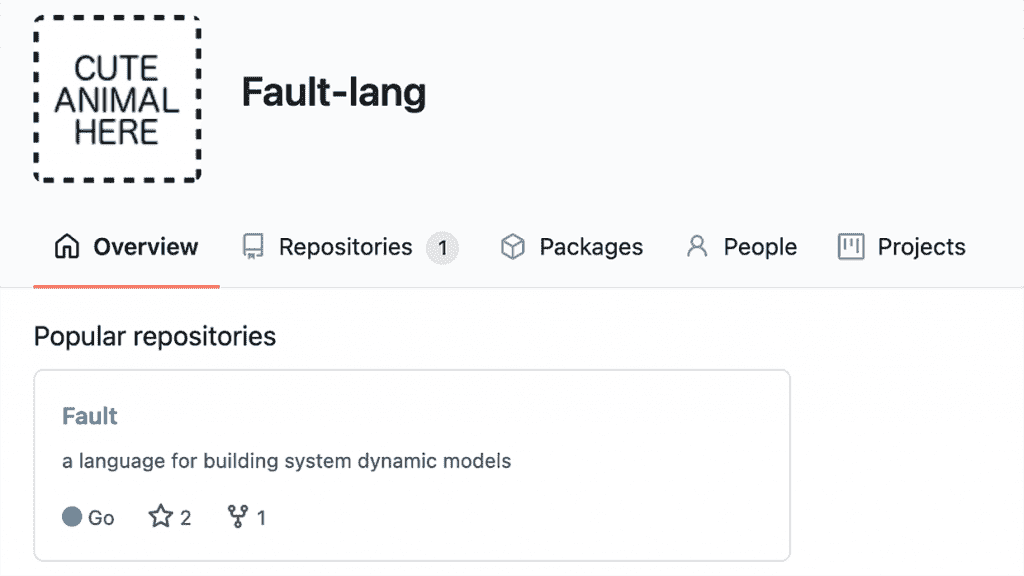 CUTE
ANIMAL
HERE
Fault-lang
Overview Repositories 1 Packages People Projects
Popular repositories
Fault
a language for building system dynamic models
Go 2 1